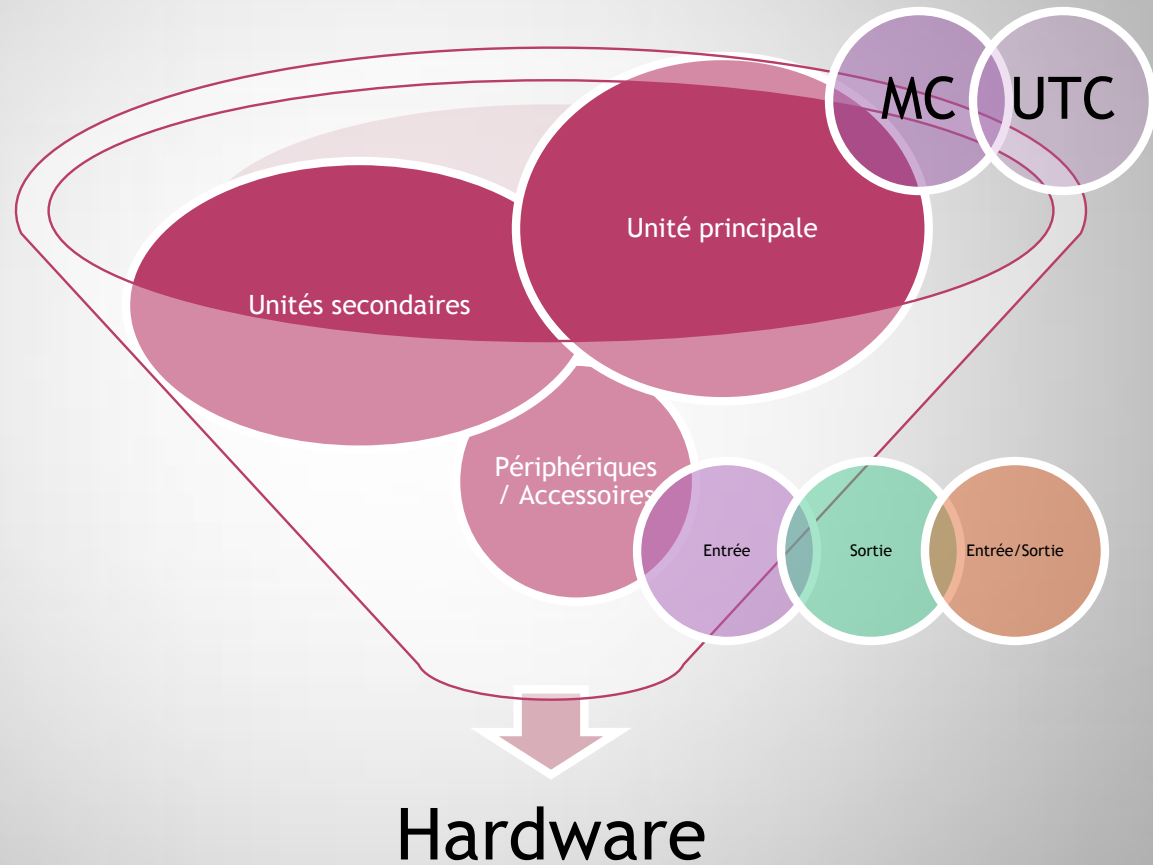 MC
UTC
Unité principale
Unités secondaires
Périphériques
/ Accessoires
Entrée
Sortie
Entrée/Sortie
Hardware